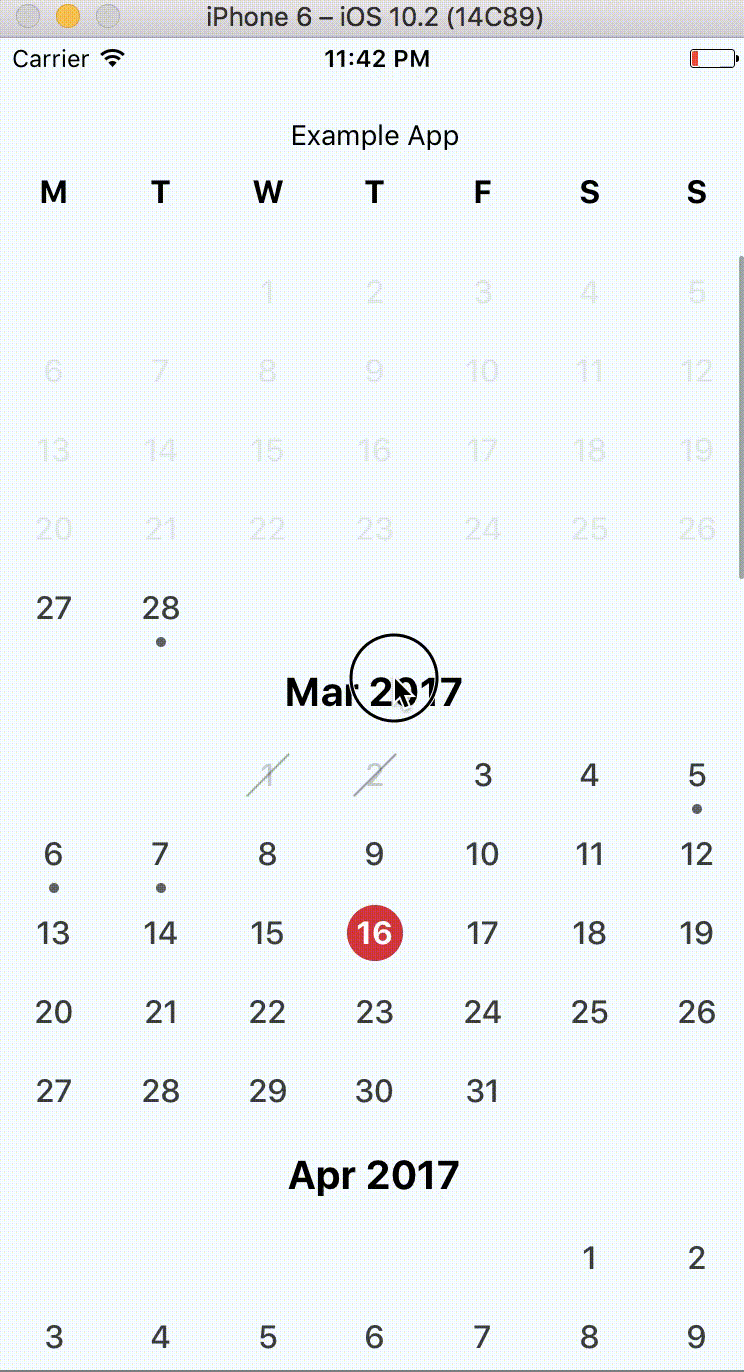 iPhone 6 – iOS 10.2 (14C89)
Carrier 11:42 PM
Example App
M T W T F S S
1 2 3 4 5
6 7 8 9 10 11 12
13 14 15 16 17 18 19
20 21 22 23 24 25 26
27 28
Mar 2017
1 2 3 4 5
6 7 8 9 10 11 12
13 14 15 16 17 18 19
20 21 22 23 24 25 26
27 28 29 30 31
Apr 2017
1 2
3 4 5 6 7 8 9